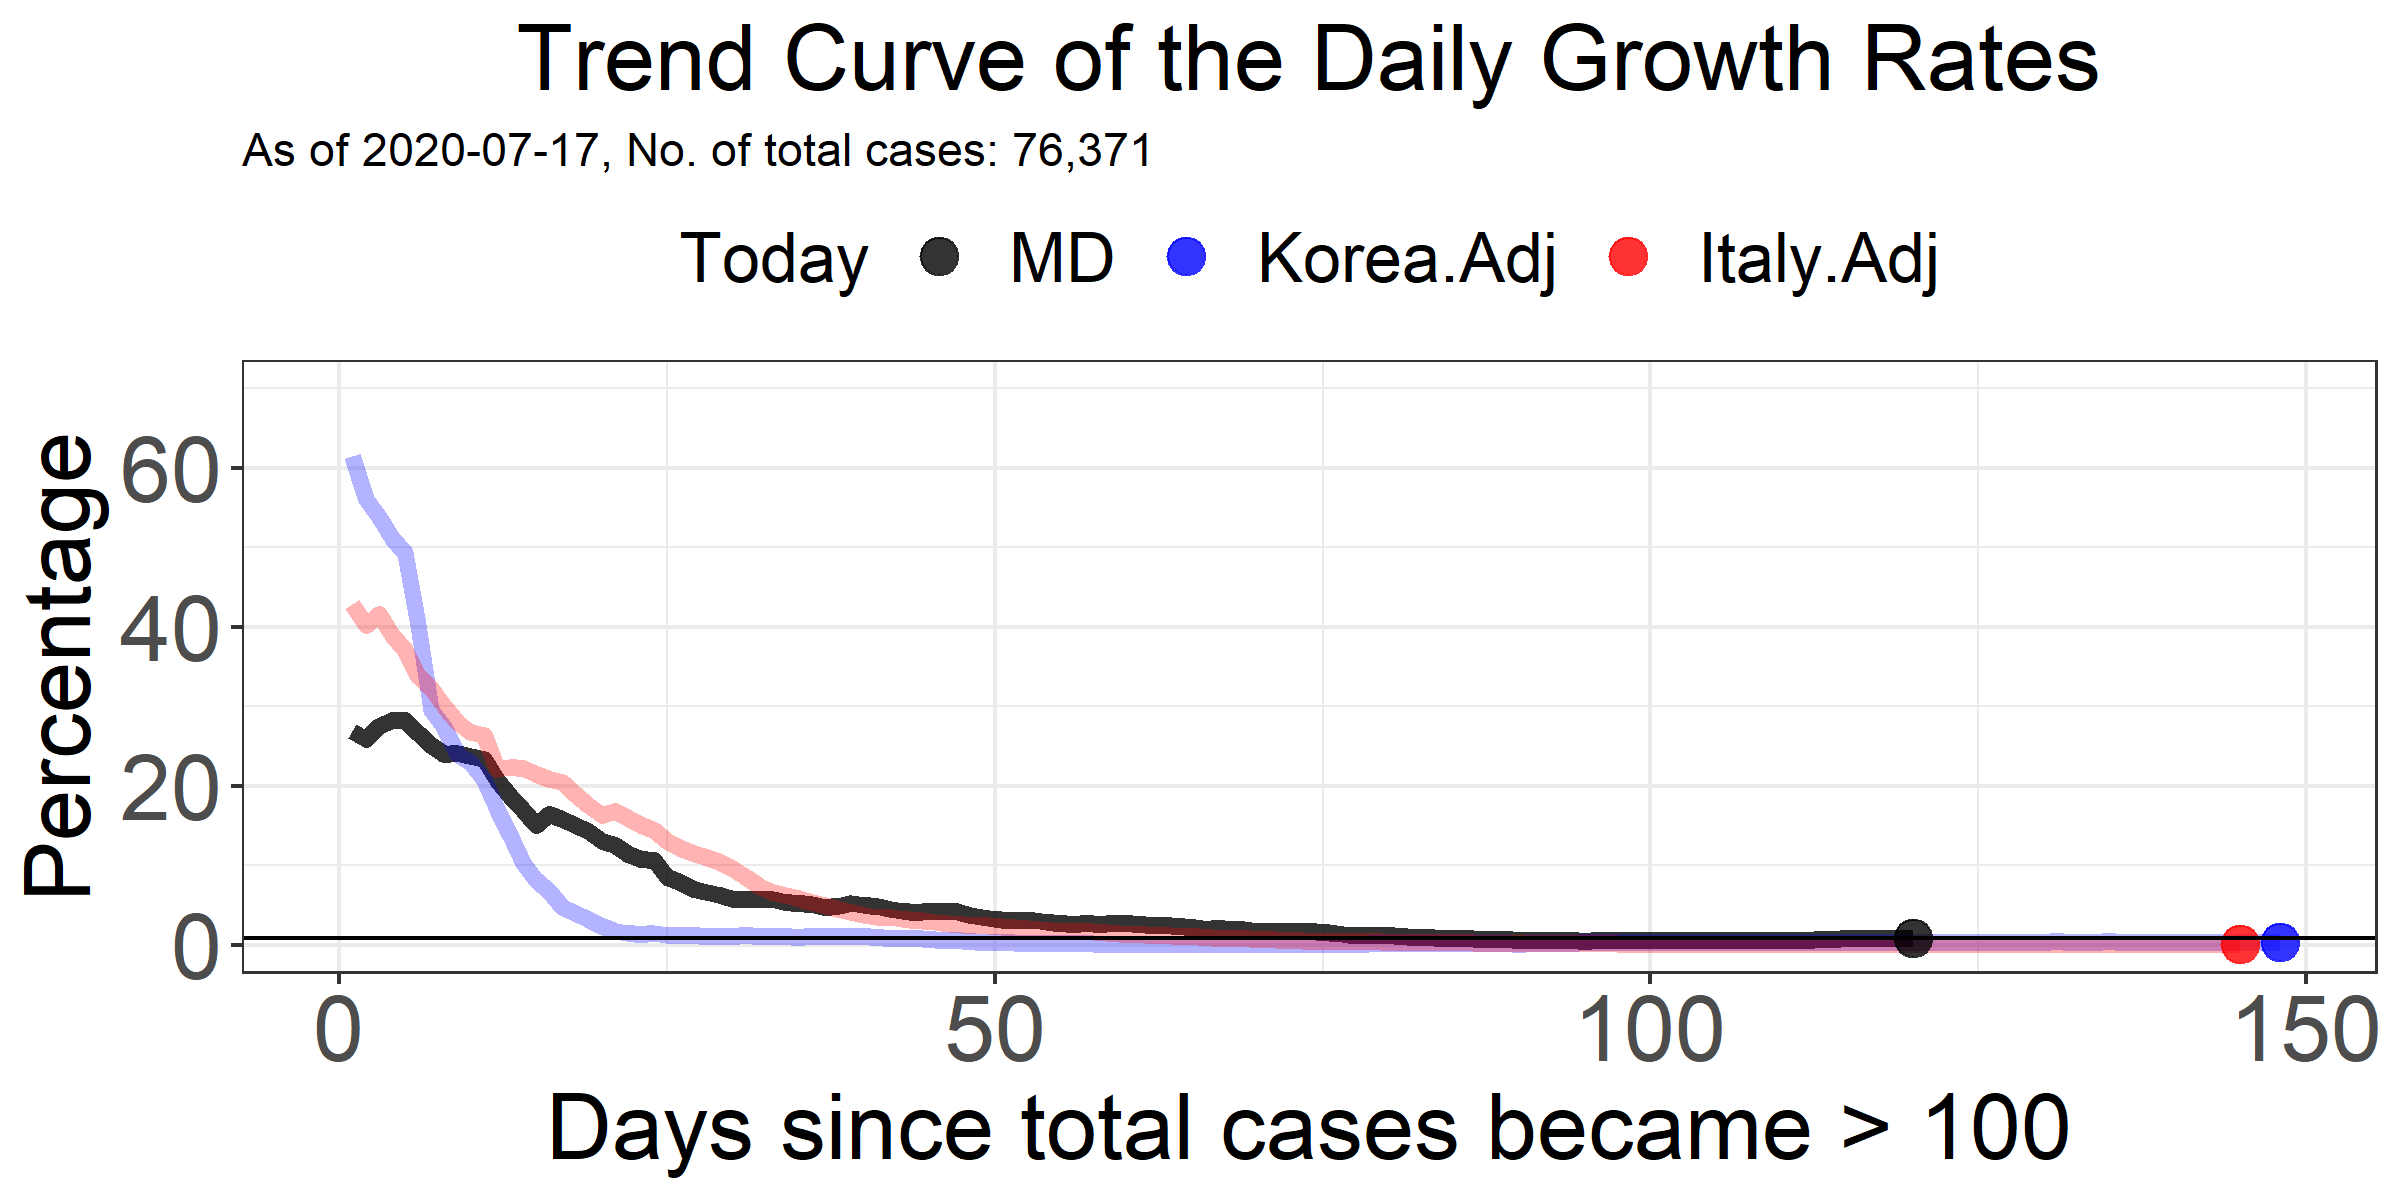 Trend Curve of the Daily Growth Rates
As of 2020-07-17, No. of total cases: 76,371
Today MD Korea.Adj Italy.Adj
Percentage
60
40
20
0
0 50 100 150
Days since total cases became > 100